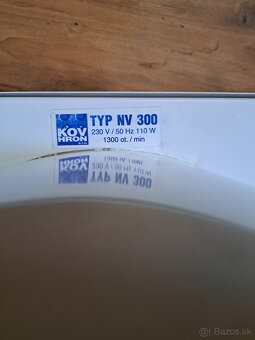 KOV
HRON
TYP NV 300
230 V / 50 Hz 110 W
1300 ot. / min
Bazos.sk